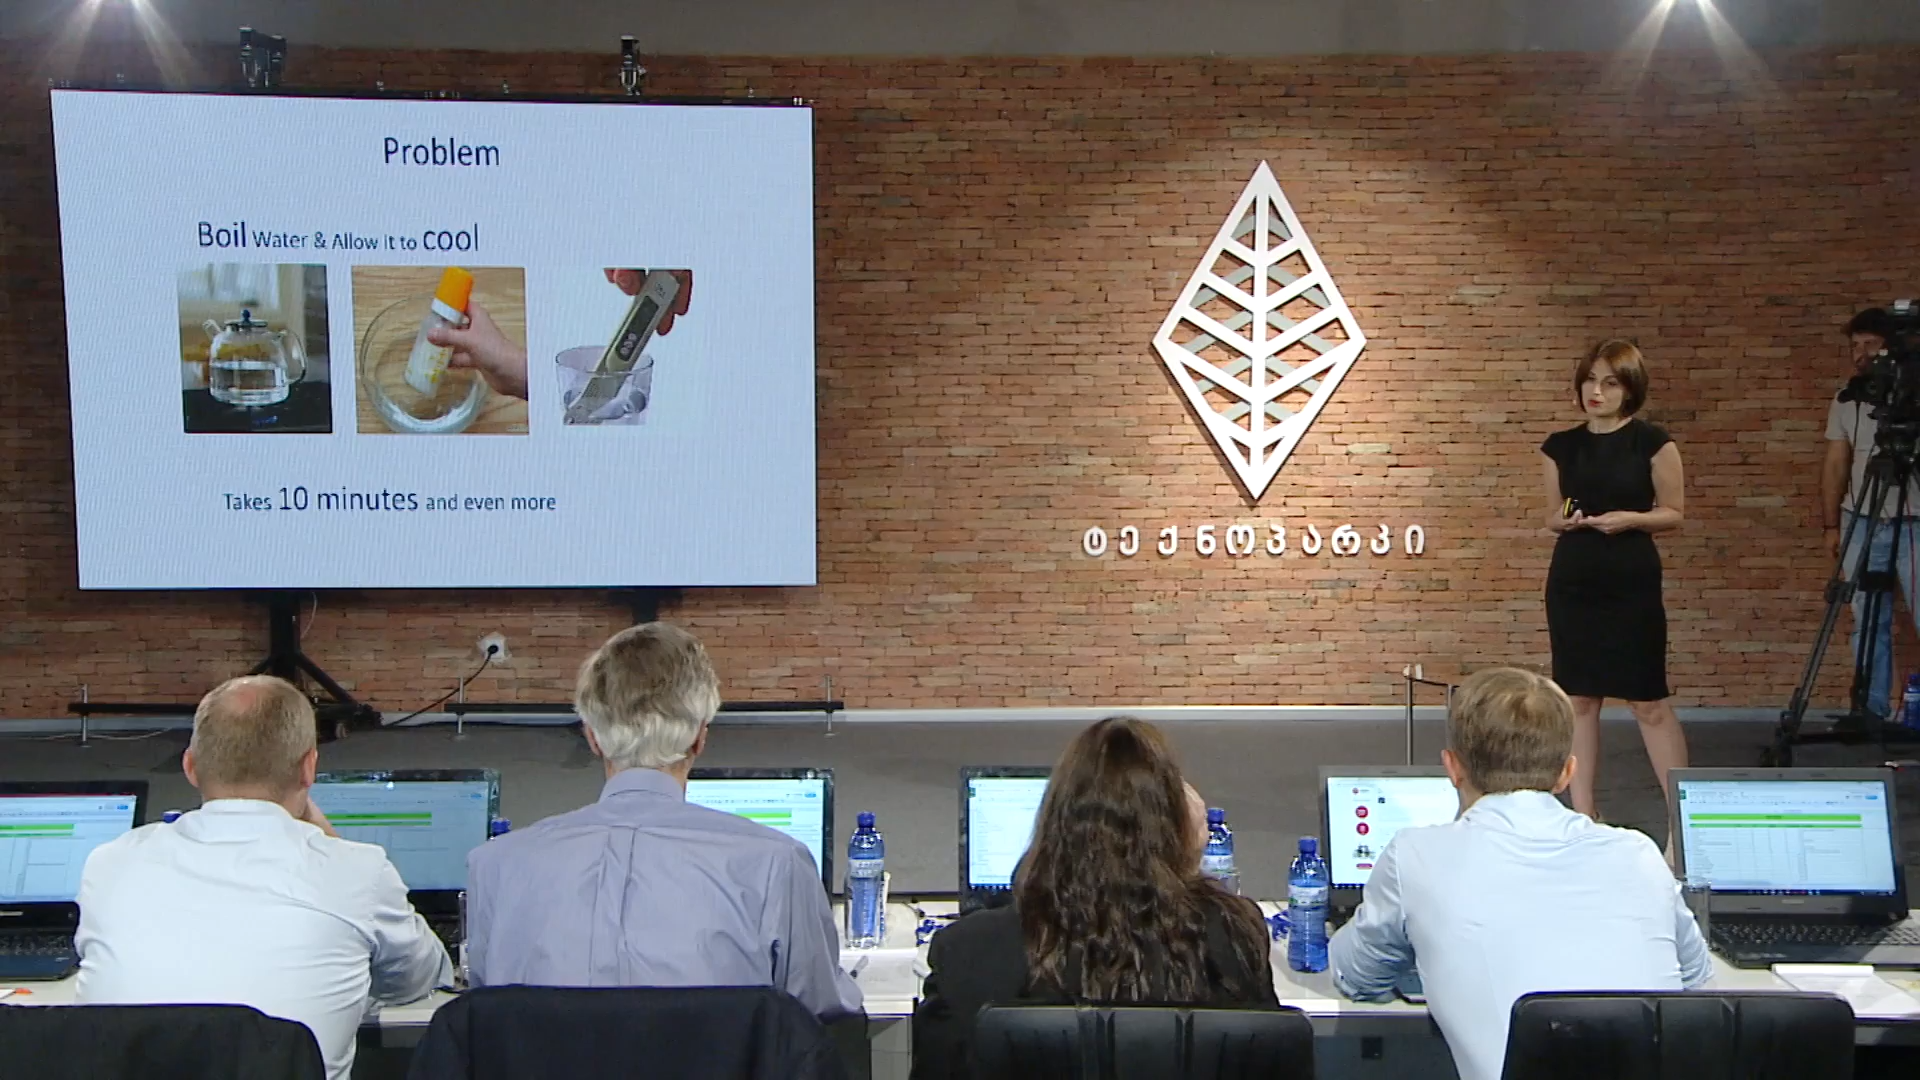 Problem
Boil Water & Allow it to cool
Takes 10 minutes and even more
ტექნოპარკი